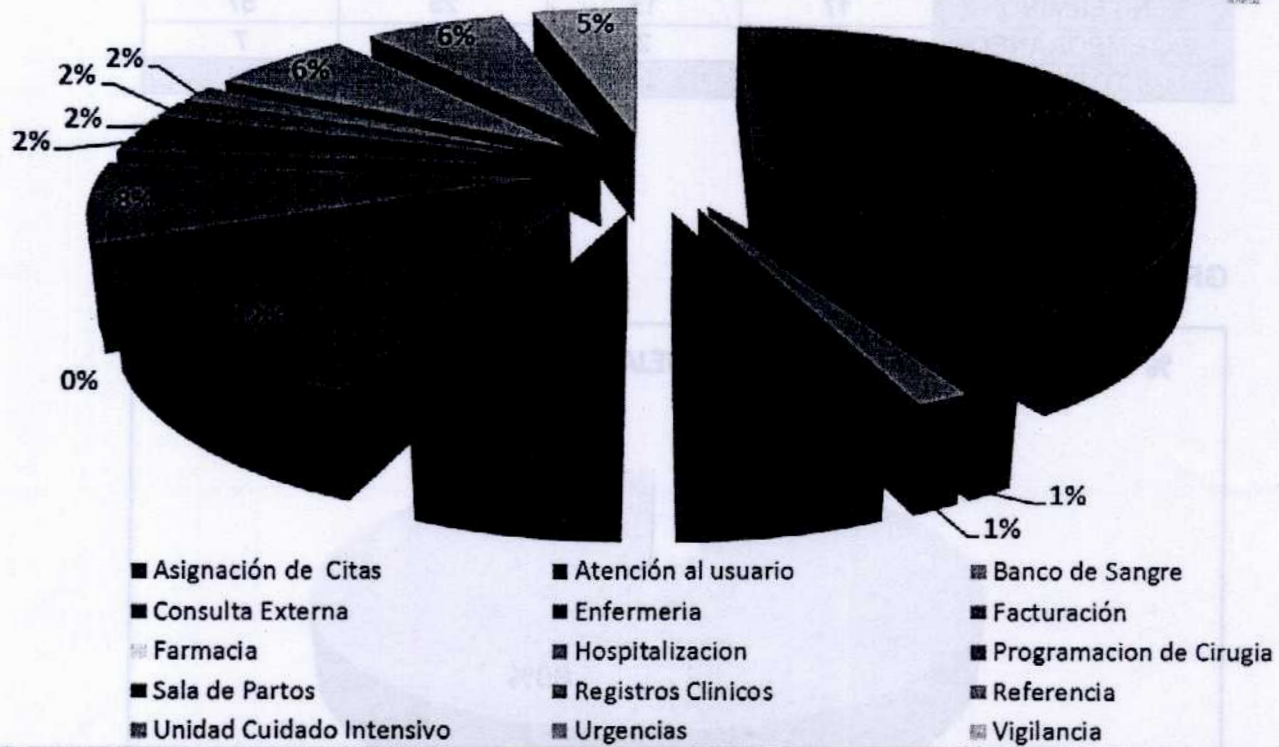 5%
6%
6%
2%
2%
2%
2%
8%
0%
1%
1%
Asignación de Citas
Atención al usuario
Banco de Sangre
Consulta Externa
Enfermeria
Facturación
Farmacia
Hospitalizacion
Programacion de Cirugia
Sala de Partos
Registros Clinicos
Referencia
Unidad Cuidado Intensivo
Urgencias
Vigilancia